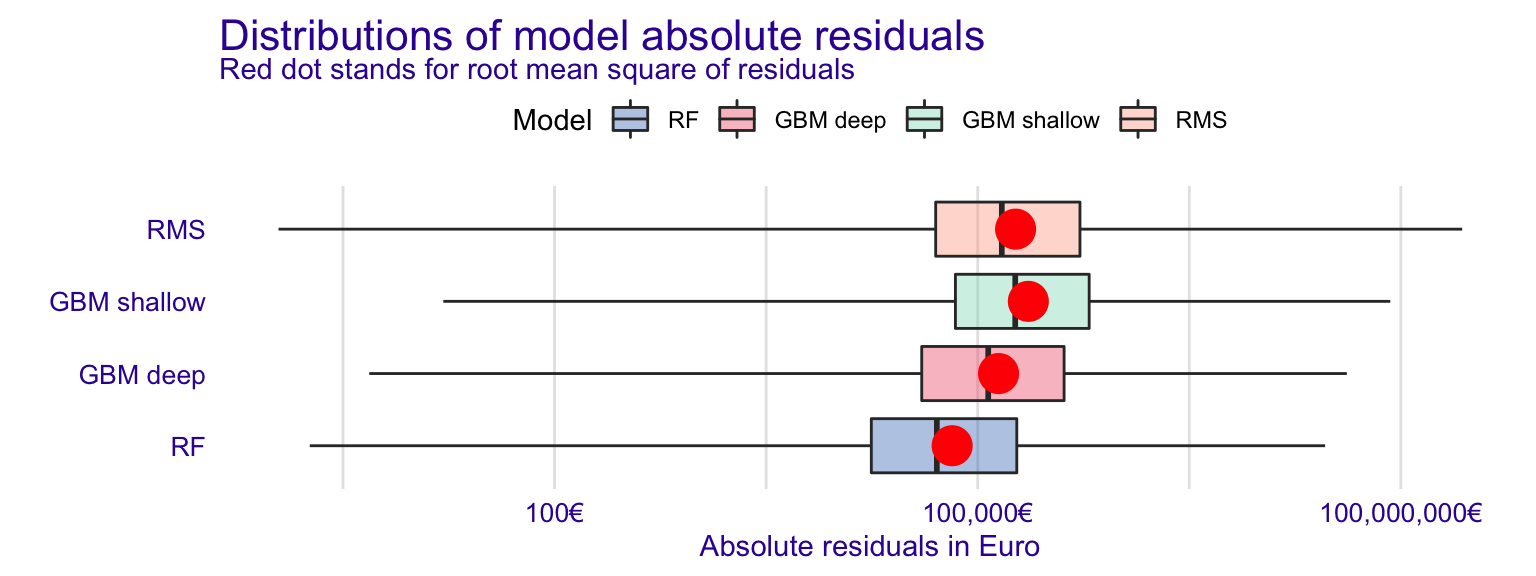 Distributions of model absolute residuals
Red dot stands for root mean square of residuals
Model RF GBM deep GBM shallow RMS
RMS
GBM shallow
GBM deep
RF
100€ 100,000€ 100,000,000€
Absolute residuals in Euro